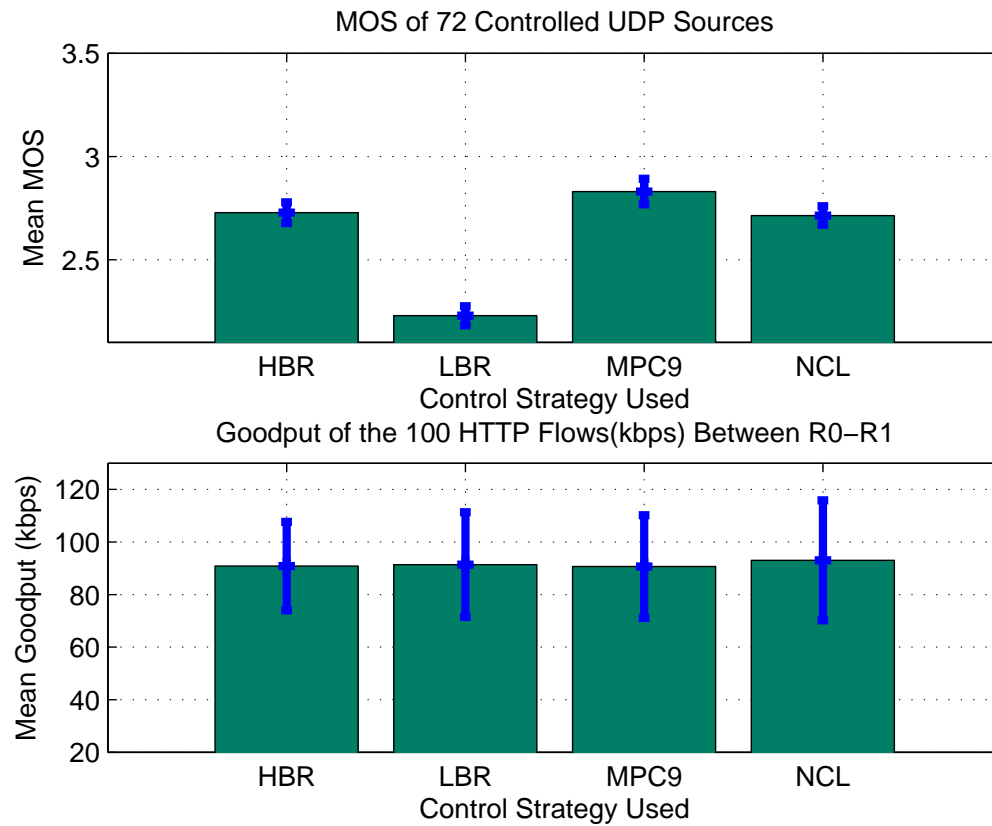 MOS of 72 Controlled UDP Sources
3.5
3
2.5
Mean MOS
HBR LBR MPC9 NCL
Control Strategy Used
Goodput of the 100 HTTP Flows(kbps) Between R0−R1
120
100
80
60
40
20
Mean Goodput (kbps)
HBR LBR MPC9 NCL
Control Strategy Used